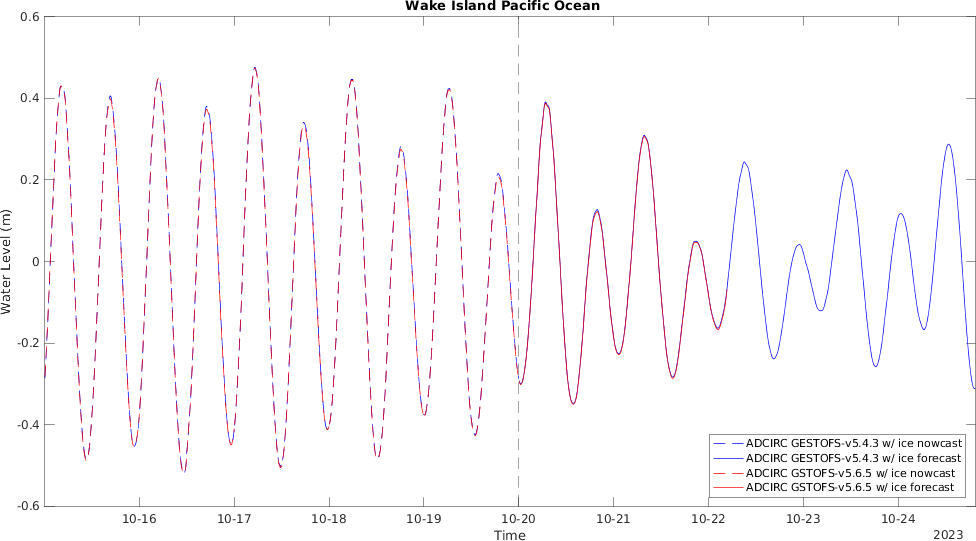 Wake Island Pacific Ocean
0.6
0.4
0.2
0
-0.2
-0.4
-0.6
Water Level (m)
ADCIRC GESTOFS-v5.4.3 w/ ice nowcast
ADCIRC GESTOFS-v5.4.3 w/ ice forecast
ADCIRC GSTOFS-v5.6.5 w/ ice nowcast
ADCIRC GSTOFS-v5.6.5 w/ ice forecast
10-16 10-17 10-18 10-19 10-20 10-21 10-22 10-23 10-24
Time
2023